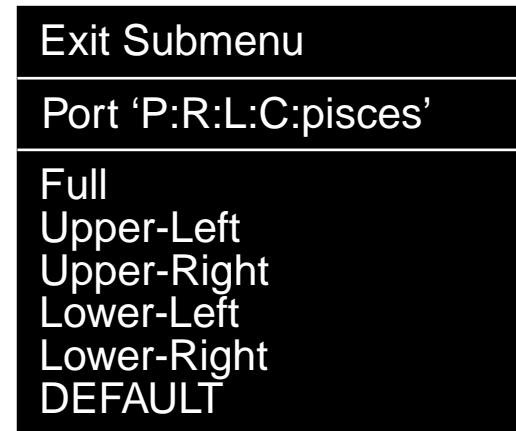 Exit Submenu
Port ‘P:R:L:C:pisces’
Full
Upper-Left
Upper-Right
Lower-Left
Lower-Right
DEFAULT